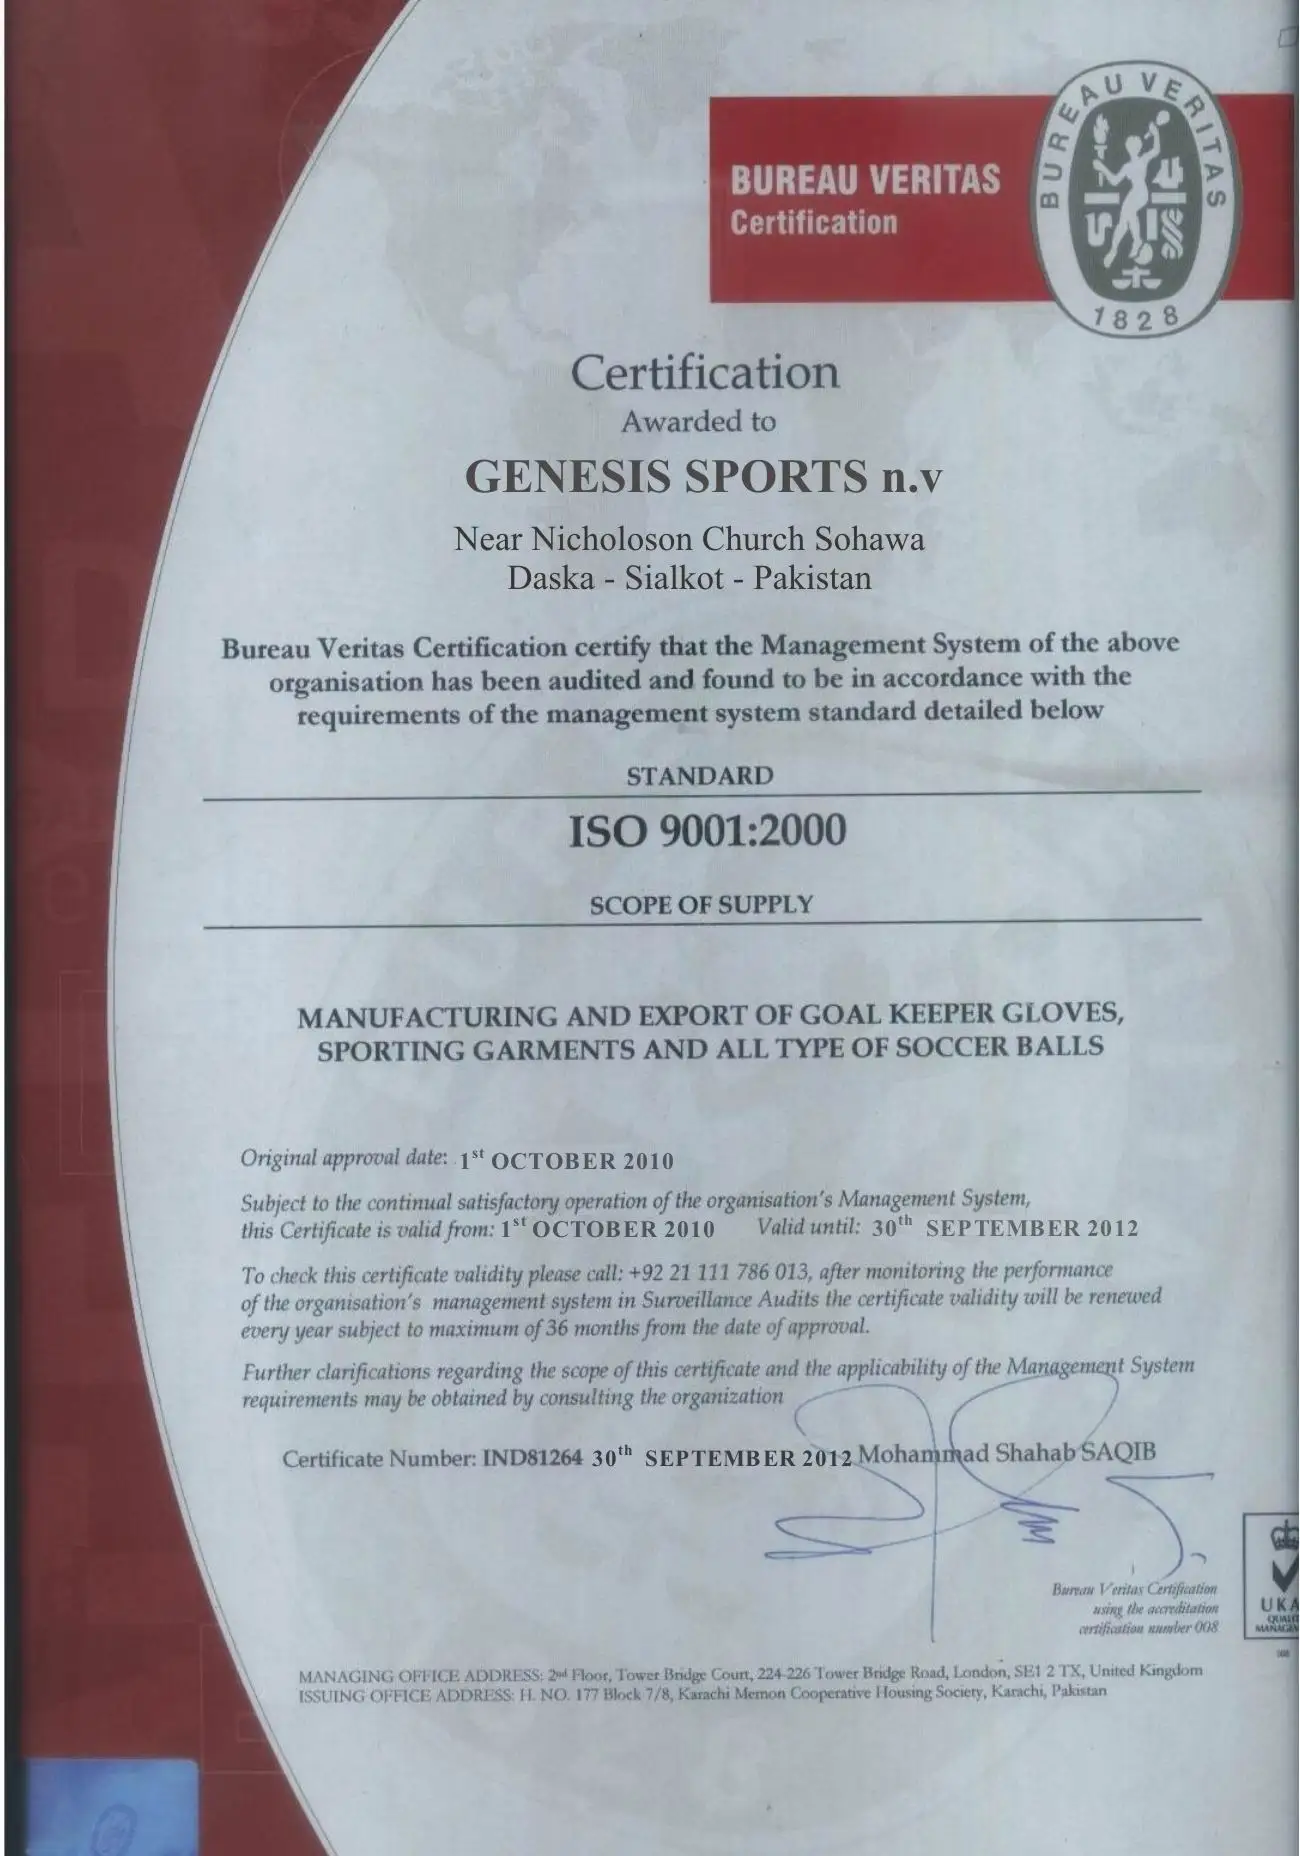 BUREAU VERITAS
Certification
BUREAU VERITAS
1828
Certification
Awarded to
GENESIS SPORTS n.v
Near Nicholoson Church Sohawa
Daska - Sialkot - Pakistan
Bureau Veritas Certification certify that the Management System of the above
organisation has been audited and found to be in accordance with the
requirements of the management system standard detailed below
STANDARD
ISO 9001:2000
SCOPE OF SUPPLY
MANUFACTURING AND EXPORT OF GOAL KEEPER GLOVES,
SPORTING GARMENTS AND ALL TYPE OF SOCCER BALLS
Original approval date: 1st OCTOBER 2010
Subject to the continual satisfactory operation of the organisation's Management System,
this Certificate is valid from: 1st OCTOBER 2010 Valid until: 30th SEPTEMBER 2012
To check this certificate validity please call: +92 21 111 786 013, after monitoring the performance
of the organisation's management system in Surveillance Audits the certificate validity will be renewed
every year subject to maximum of 36 months from the date of approval.
Further clarifications regarding the scope of this certificate and the applicability of the Management System
requirements may be obtained by consulting the organization
Certificate Number: IND81264 30th SEPTEMBER 2012 Mohammad Shahab SAQIB
Bureau Veritas Certification
using the accreditation
certification number 008
UKA
QUALIT
MANAGEM
008
MANAGING OFFICE ADDRESS: 2nd Floor, Tower Bridge Court, 224-226 Tower Bridge Road, London, SE1 2 TX, United Kingdom
ISSUING OFFICE ADDRESS: H. NO. 177 Block 7/8, Karachi Memon Cooperative Housing Society, Karachi, Pakistan